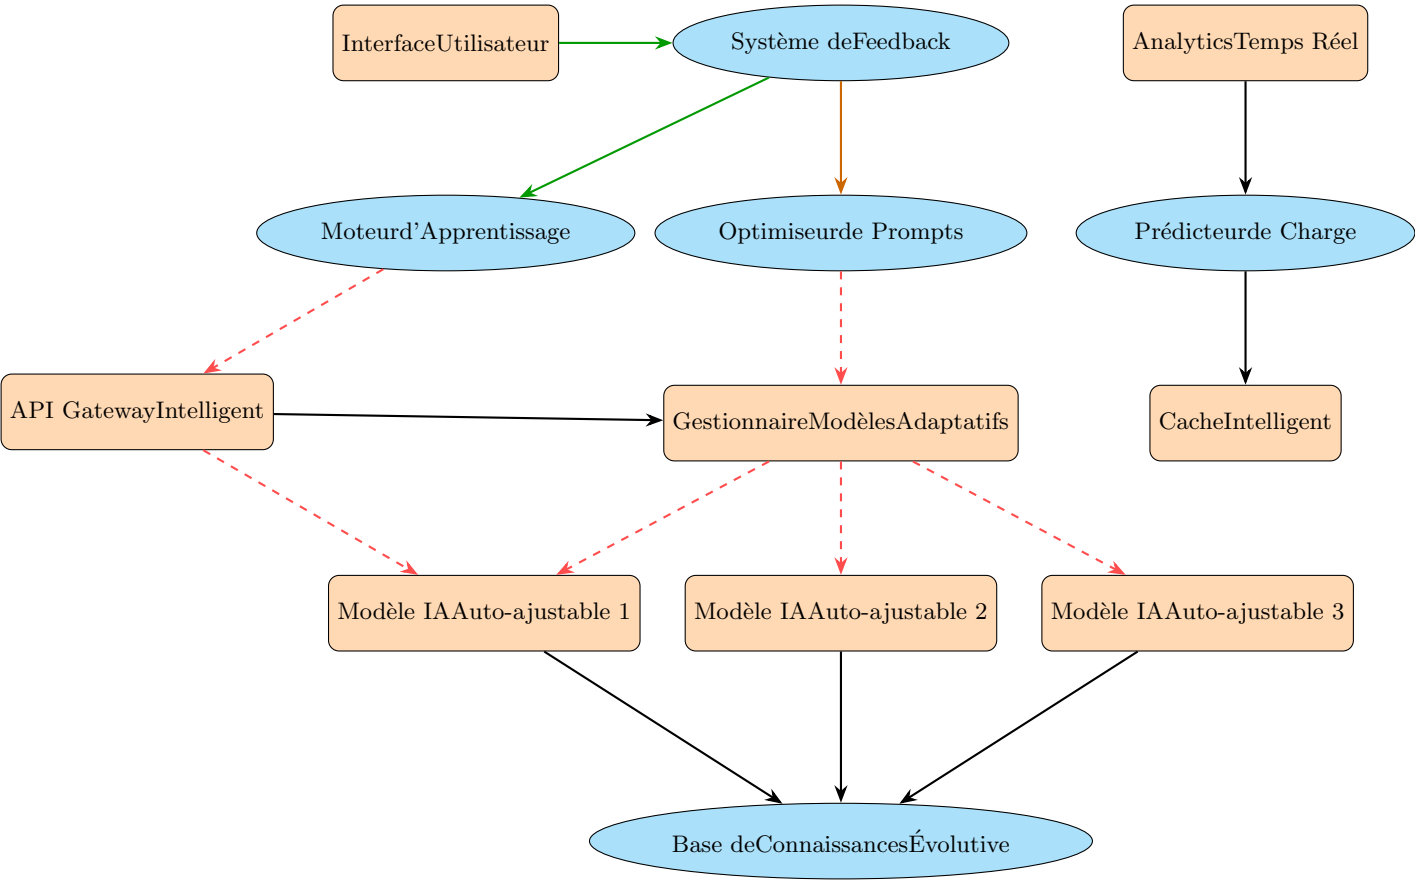 InterfaceUtilisateur
Système deFeedback
AnalyticsTemps Réel
Moteurd'Apprentissage
Optimiseurde Prompts
Prédicteurde Charge
API GatewayIntelligent
GestionnaireModèlesAdaptatifs
CacheIntelligent
Modèle IAAuto-ajustable 1
Modèle IAAuto-ajustable 2
Modèle IAAuto-ajustable 3
Base deConnaissancesÉvolutive